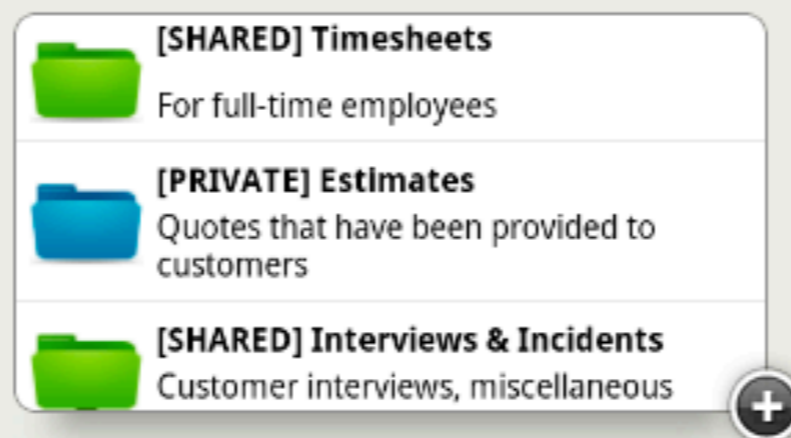 [SHARED] Timesheets
For full-time employees
[PRIVATE] Estimates
Quotes that have been provided to
customers
[SHARED] Interviews & Incidents
Customer interviews, miscellaneous